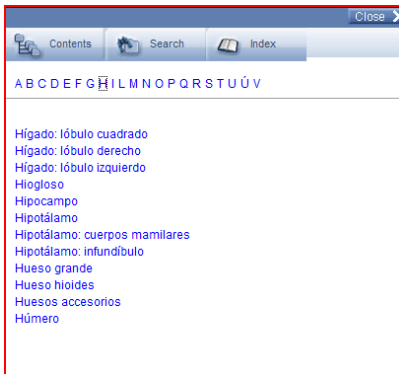 Close X
Contents Search Index
A B C D E F G H I L M N O P Q R S T U Ú V
Hígado: lóbulo cuadrado
Hígado: lóbulo derecho
Hígado: lóbulo izquierdo
Hiogloso
Hipocampo
Hipotálamo
Hipotálamo: cuerpos mamilares
Hipotálamo: infundíbulo
Hueso grande
Hueso hioides
Huesos accesorios
Húmero